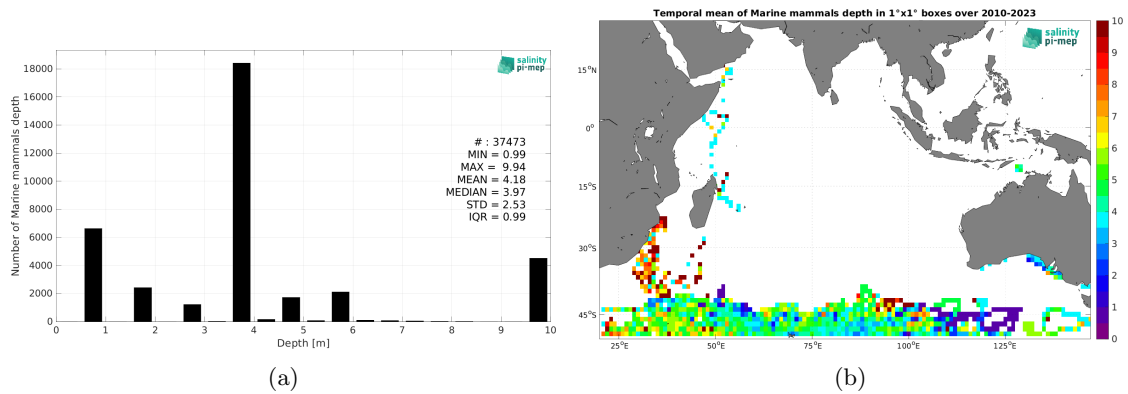 salinity
pi-mep
Number of Marine mammals depth
18000
16000
14000
12000
10000
8000
6000
4000
2000
0
# : 37473
MIN = 0.99
MAX = 9.94
MEAN = 4.18
MEDIAN = 3.97
STD = 2.53
IQR = 0.99
0 1 2 3 4 5 6 7 8 9 10
Depth [m]
(a)
Temporal mean of Marine mammals depth in 1°x1° boxes over 2010-2023
salinity
pi-mep
15°N
0°
15°S
30°S
45°S
25°E 50°E 75°E 100°E 125°E
10
9
8
7
6
5
4
3
2
1
0
(b)